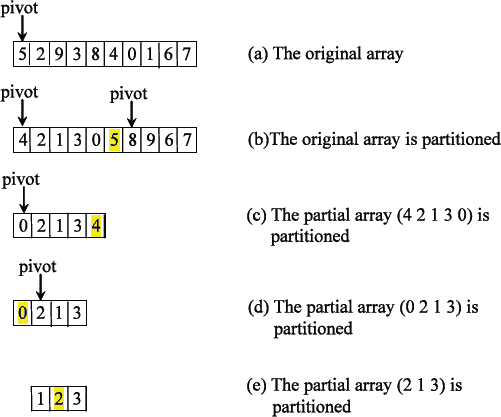 pivot
5 2 9 3 8 4 0 1 6 7 (a) The original array
pivot pivot
4 2 1 3 0 5 8 9 6 7 (b)The original array is partitioned
pivot
0 2 1 3 4 (c) The partial array (4 2 1 3 0) is
partitioned
pivot
0 2 1 3 (d) The partial array (0 2 1 3) is
partitioned
1 2 3 (e) The partial array (2 1 3) is
partitioned